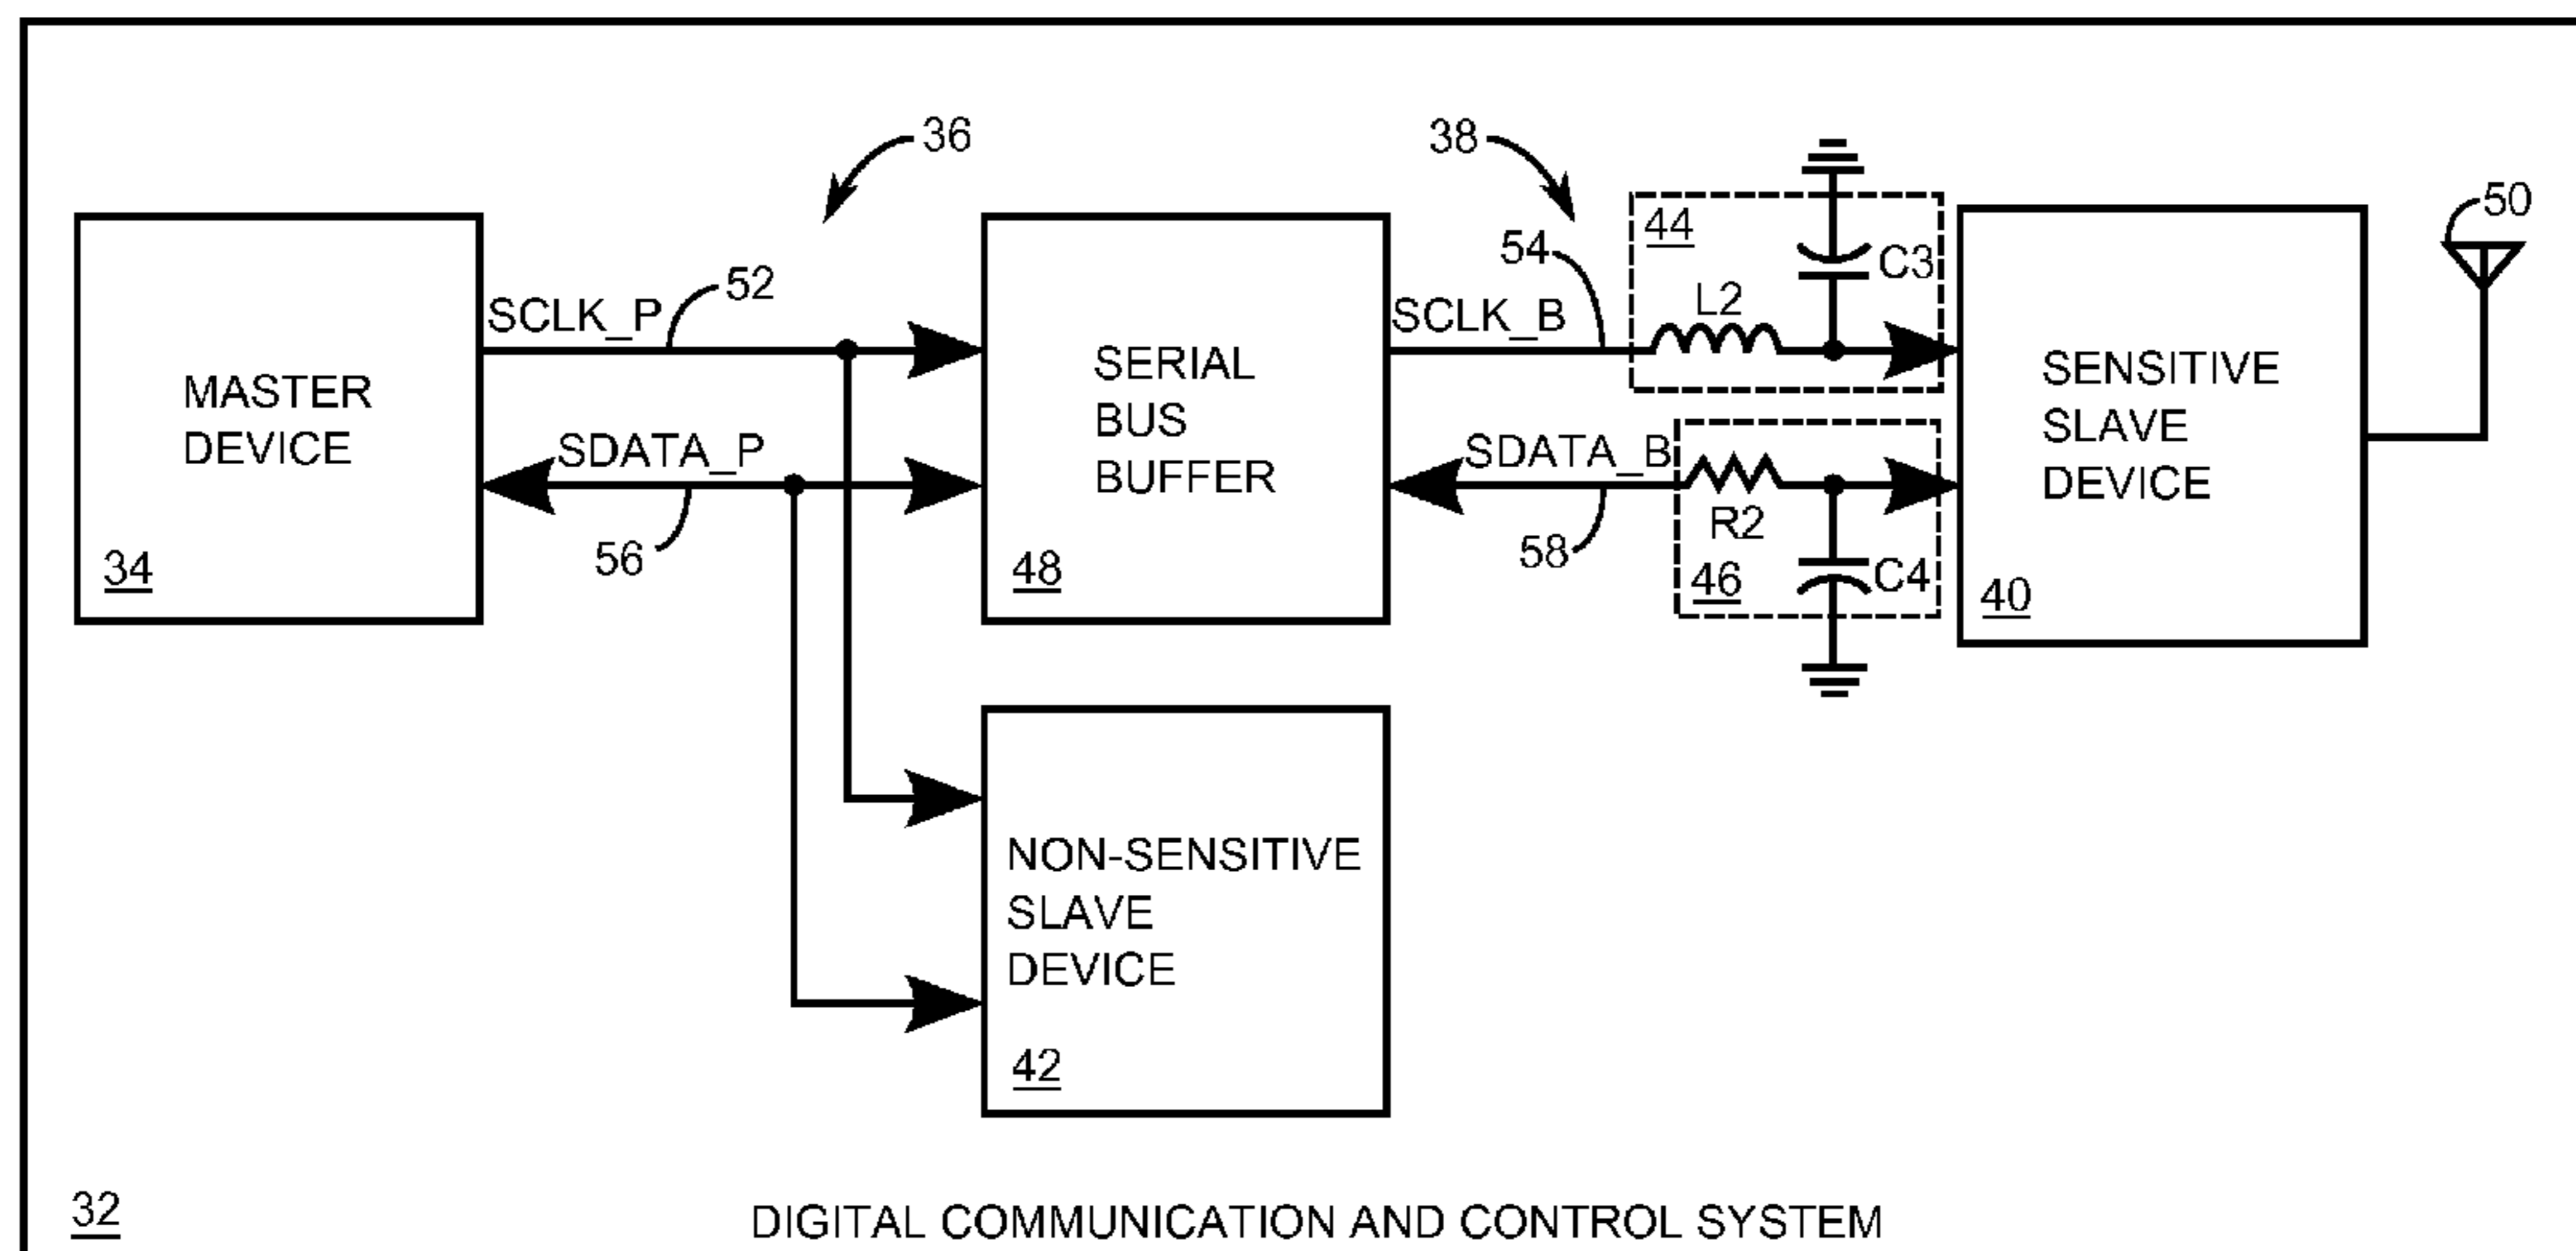 36
38
50
44
54
C3
52
L2
SCLK_P
SCLK_B
MASTER
DEVICE
SERIAL
BUS
BUFFER
SENSITIVE
SLAVE
DEVICE
SDATA_P
SDATA_B
R2
56
58
34
48
46
C4
40
NON-SENSITIVE
SLAVE
DEVICE
42
32
DIGITAL COMMUNICATION AND CONTROL SYSTEM